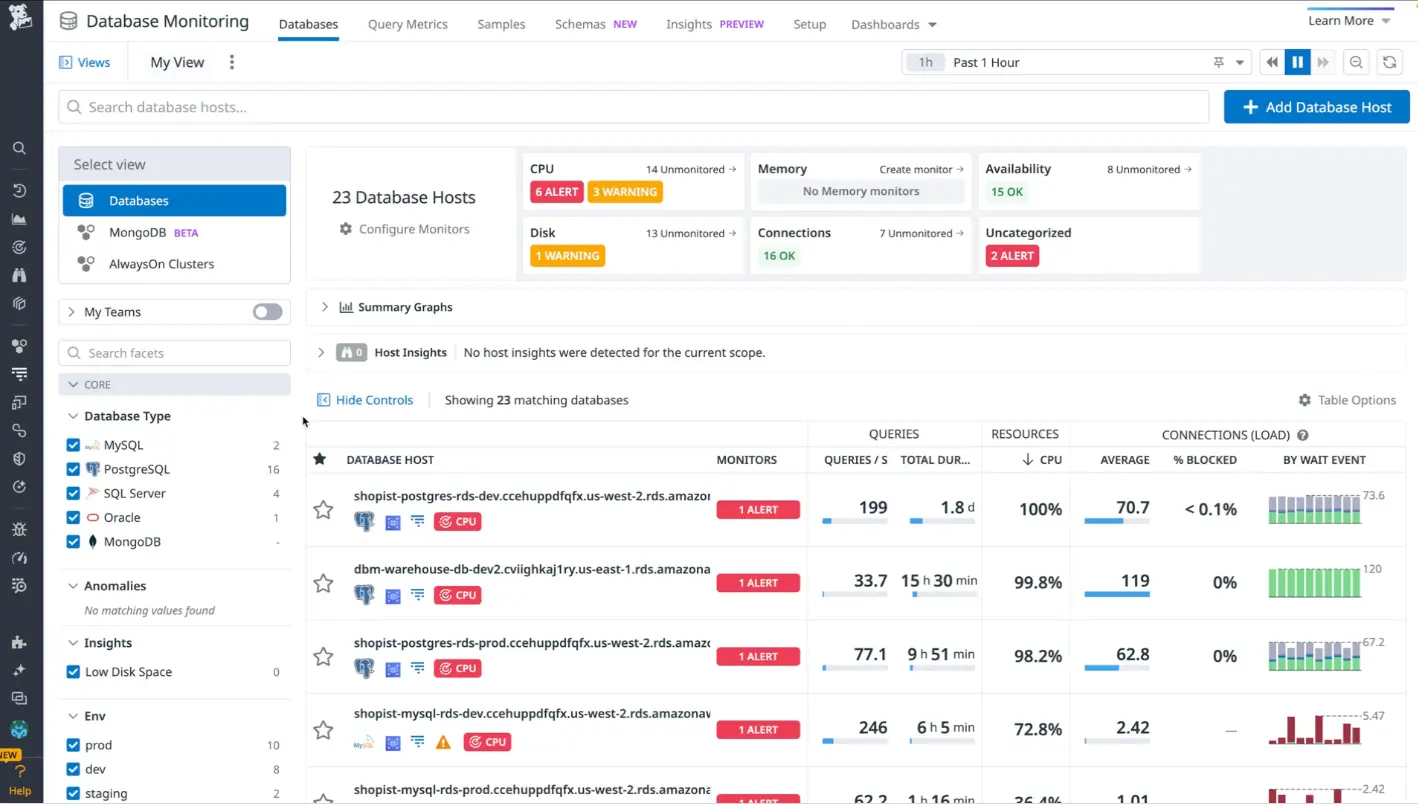 Database Monitoring
Databases
Query Metrics
Samples
Schemas NEW
Insights PREVIEW
Setup
Dashboards
Learn More
Views
My View
1h Past 1 Hour
Search database hosts...
+ Add Database Host
Select view
Databases
MongoDB BETA
AlwaysOn Clusters
My Teams
Search facets
CORE
Database Type
MySQL 2
PostgreSQL 16
SQL Server 4
Oracle 1
MongoDB -
Anomalies
No matching values found
Insights
Low Disk Space 0
Env
prod 10
dev 8
staging 2
NEW
Help
23 Database Hosts
Configure Monitors
CPU 14 Unmonitored →
6 ALERT 3 WARNING
Memory Create monitor →
No Memory monitors
Availability 8 Unmonitored →
15 OK
Disk 13 Unmonitored →
1 WARNING
Connections 7 Unmonitored →
16 OK
Uncategorized
2 ALERT
Summary Graphs
0 Host Insights No host insights were detected for the current scope.
Hide Controls Showing 23 matching databases
Table Options
QUERIES RESOURCES CONNECTIONS (LOAD) ?
DATABASE HOST MONITORS QUERIES / S TOTAL DUR... ↓ CPU AVERAGE % BLOCKED BY WAIT EVENT
shopist-postgres-rds-dev.ccehuppdfqfx.us-west-2.rds.amazon
CPU
1 ALERT 199 1.8 d 100% 70.7 < 0.1% 73.6
dbm-warehouse-db-dev2.cviighkaj1ry.us-east-1.rds.amazona
CPU
1 ALERT 33.7 15 h 30 min 99.8% 119 0% 120
shopist-postgres-rds-prod.ccehuppdfqfx.us-west-2.rds.amazo
CPU
1 ALERT 77.1 9 h 51 min 98.2% 62.8 0% 67.2
shopist-mysql-rds-dev.ccehuppdfqfx.us-west-2.rds.amazonaw
MySQL CPU
1 ALERT 246 6 h 5 min 72.8% 2.42 — 5.47
shopist-mysql-rds-prod.ccehuppdfqfx.us-west-2.rds.amazona
1 ALERT 62.2 1 h 16 min 36.4% 1.01 2.42